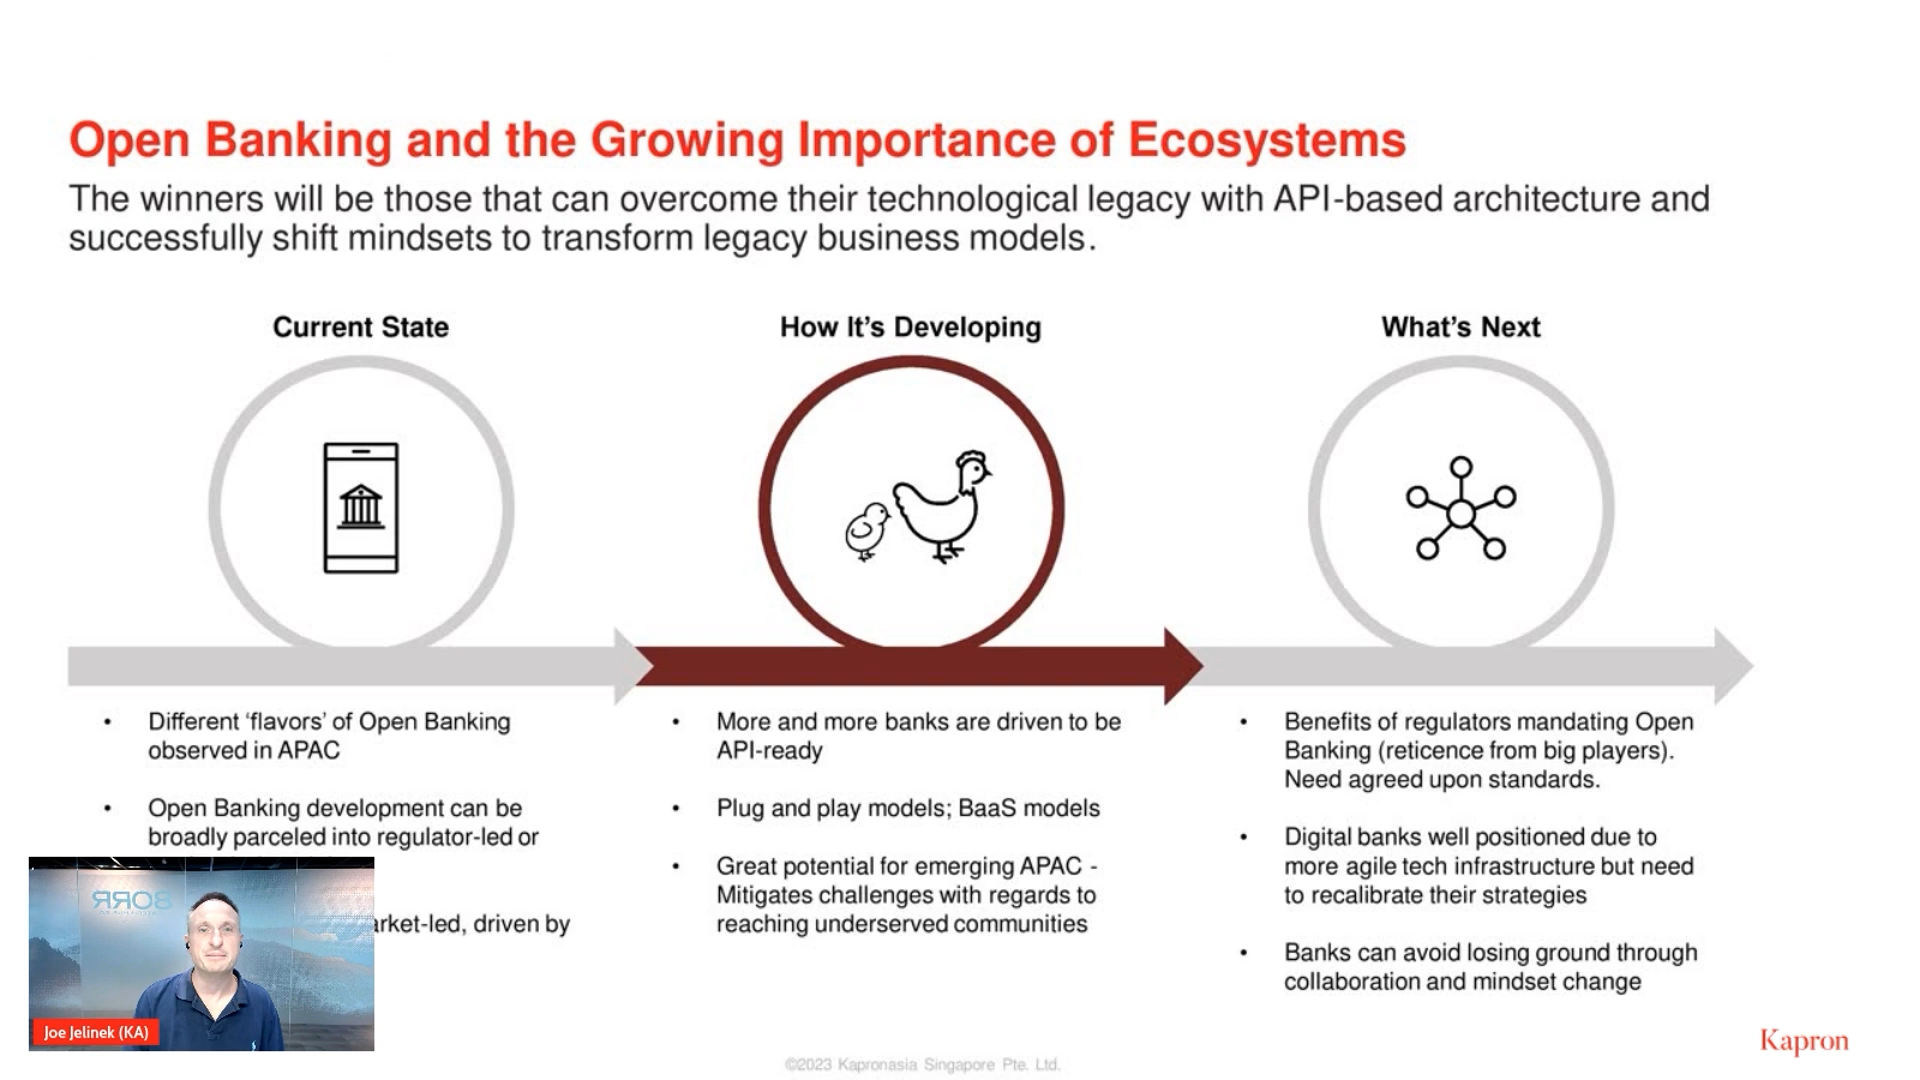 Open Banking and the Growing Importance of Ecosystems
The winners will be those that can overcome their technological legacy with API-based architecture and
successfully shift mindsets to transform legacy business models.
Current State
• Different ‘flavors’ of Open Banking
observed in APAC
• Open Banking development can be
broadly parceled into regulator-led or
arket-led, driven by
How It’s Developing
• More and more banks are driven to be
API-ready
• Plug and play models; BaaS models
• Great potential for emerging APAC -
Mitigates challenges with regards to
reaching underserved communities
What’s Next
• Benefits of regulators mandating Open
Banking (reticence from big players).
Need agreed upon standards.
• Digital banks well positioned due to
more agile tech infrastructure but need
to recalibrate their strategies
• Banks can avoid losing ground through
collaboration and mindset change
Joe Jelinek (KA)
Kapron
©2023 Kapronasia Singapore Pte. Ltd.